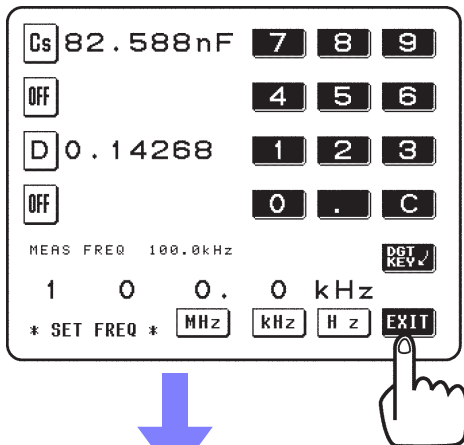 Cs 82.588nF 7 8 9
OFF 4 5 6
D 0.14268 1 2 3
OFF 0 . C
MEAS FREQ 100.0kHz DGT KEY
1 0 0. 0 kHz
* SET FREQ * MHz kHz H z EXIT